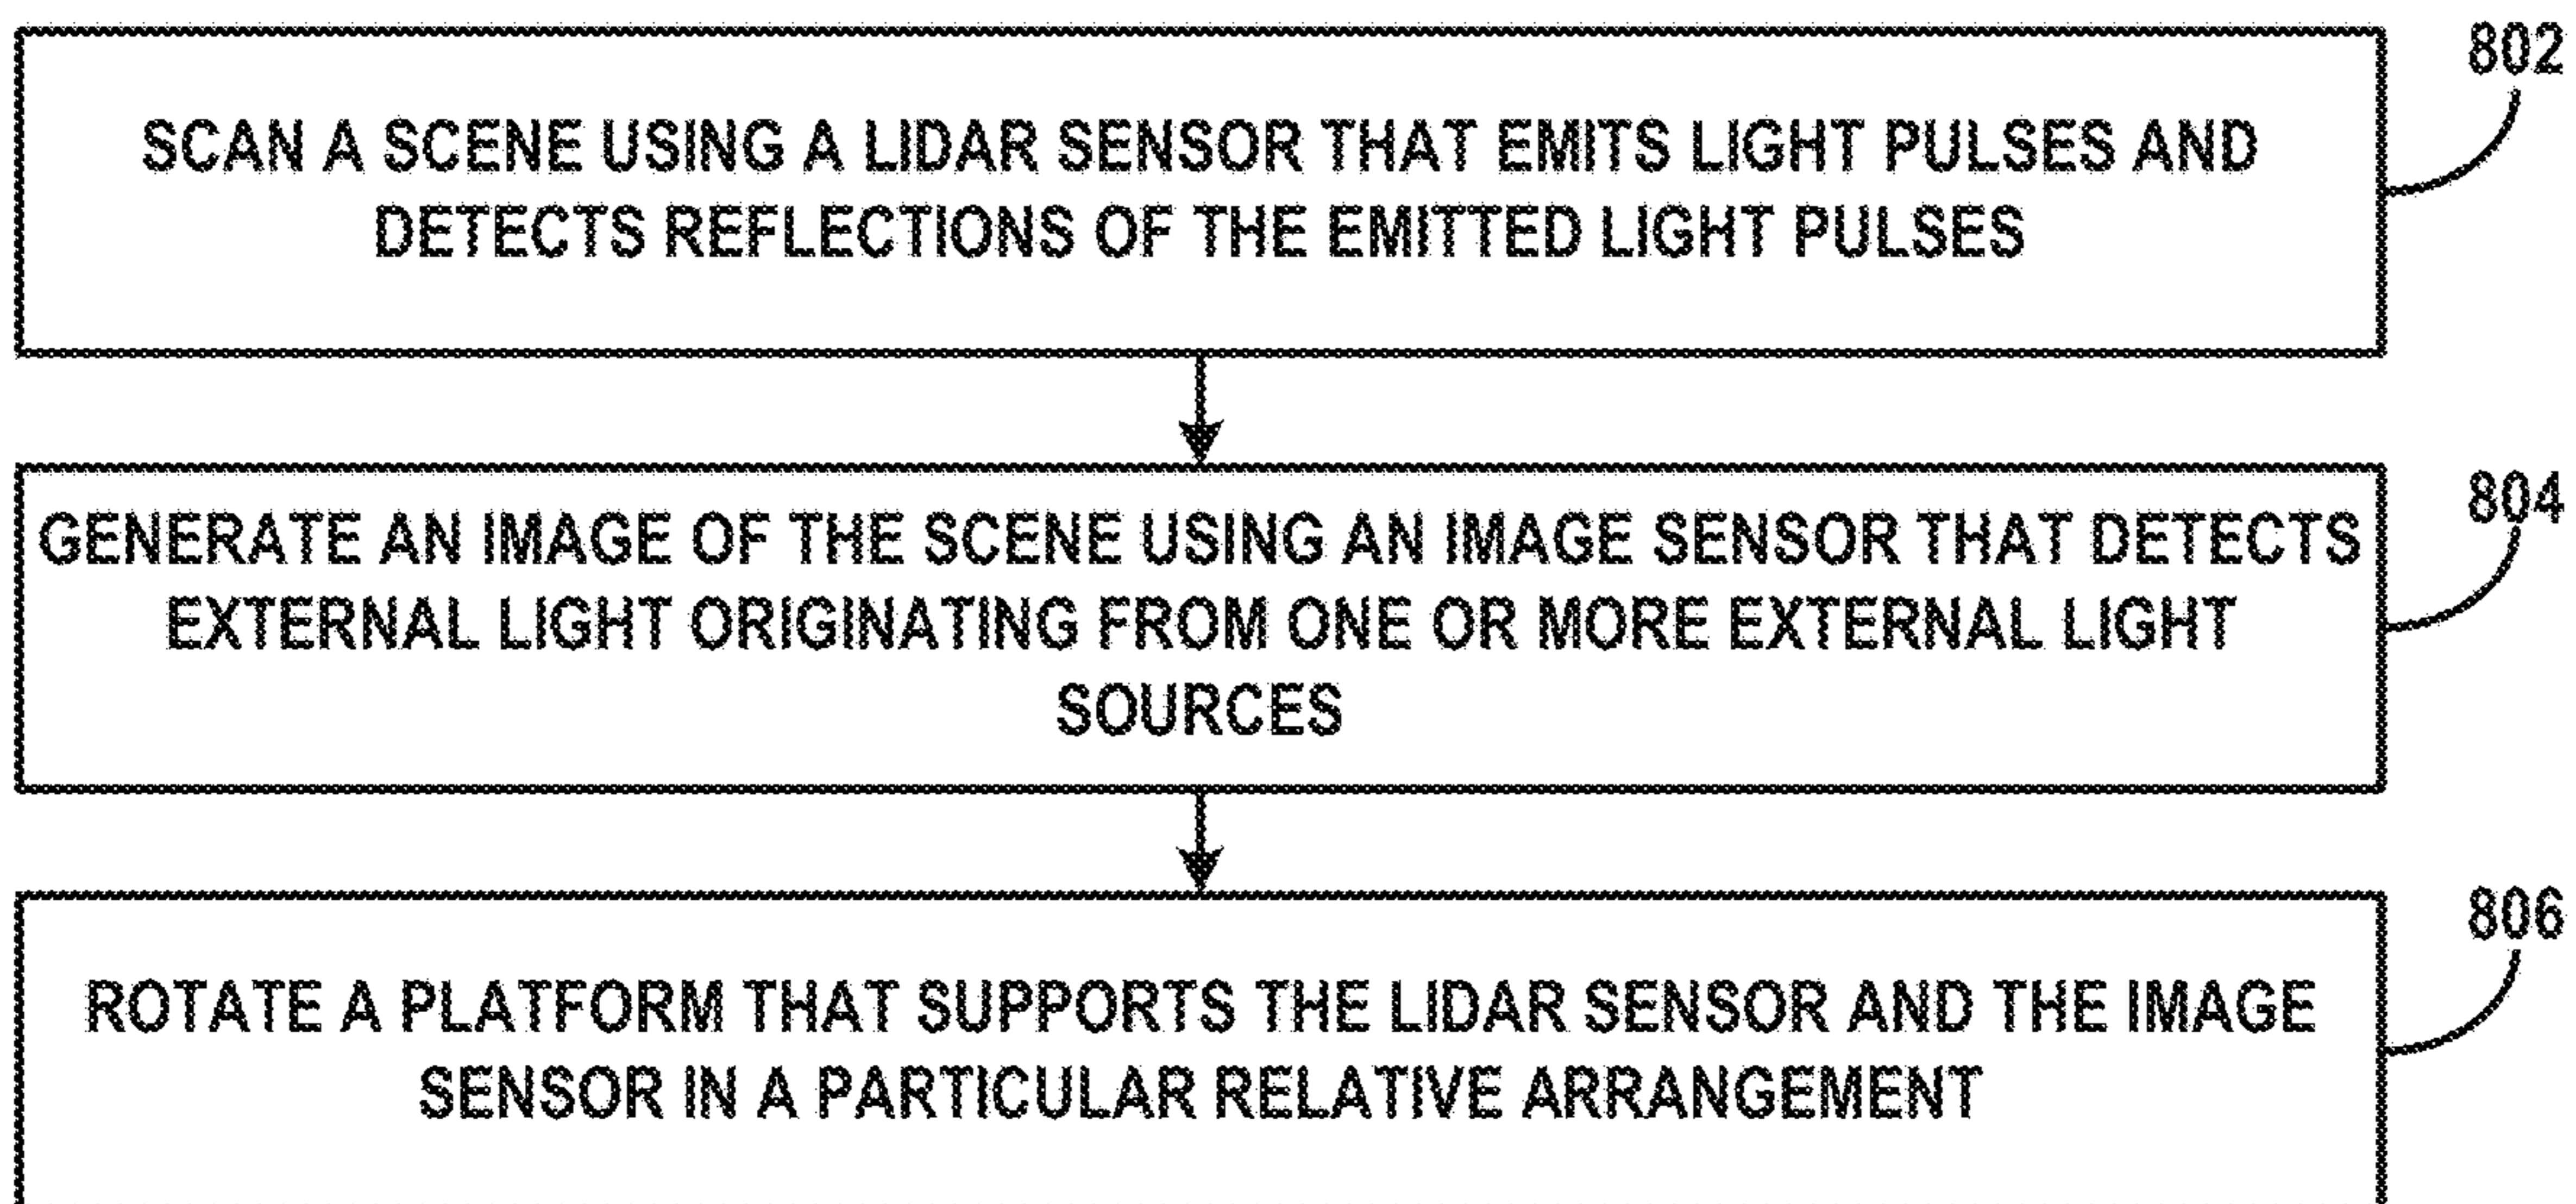 802
SCAN A SCENE USING A LIDAR SENSOR THAT EMITS LIGHT PULSES AND
DETECTS REFLECTIONS OF THE EMITTED LIGHT PULSES
804
GENERATE AN IMAGE OF THE SCENE USING AN IMAGE SENSOR THAT DETECTS
EXTERNAL LIGHT ORIGINATING FROM ONE OR MORE EXTERNAL LIGHT
SOURCES
806
ROTATE A PLATFORM THAT SUPPORTS THE LIDAR SENSOR AND THE IMAGE
SENSOR IN A PARTICULAR RELATIVE ARRANGEMENT